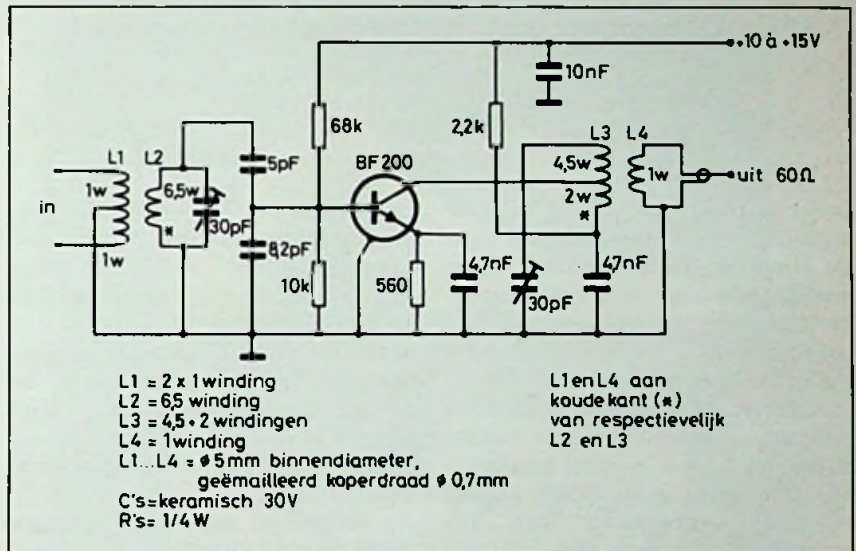 +10 à +15V
10nF
68k
2,2k
L3
L4
L1
L2
5pF
BF200
4,5w
1w
6,5w
1w
uit 60Ω
in
*
30pF
2w
*
1w
8,2pF
4,7nF
4,7nF
10k
560
30pF
L1 = 2 x 1 winding
L2 = 6,5 winding
L3 = 4,5 + 2 windingen
L4 = 1 winding
L1...L4 = ø 5mm binnendiameter,
geëmailleerd koperdraad ø 0,7mm
C's = keramisch 30V
R's = 1/4 W
L1 en L4 aan
koude kant (*)
van respectievelijk
L2 en L3